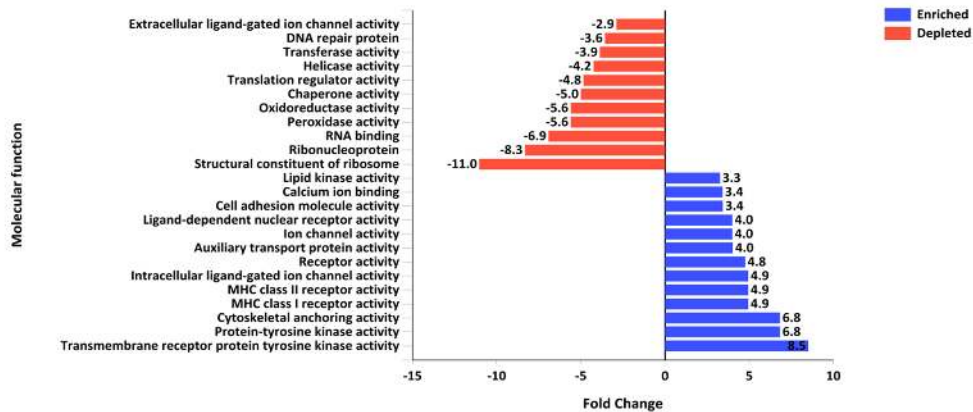 Enriched
Depleted
Molecular function
Extracellular ligand-gated ion channel activity -2.9
DNA repair protein -3.6
Transferase activity -3.9
Helicase activity -4.2
Translation regulator activity -4.8
Chaperone activity -5.0
Oxidoreductase activity -5.6
Peroxidase activity -5.6
RNA binding -6.9
Ribonucleoprotein -8.3
Structural constituent of ribosome -11.0
Lipid kinase activity 3.3
Calcium ion binding 3.4
Cell adhesion molecule activity 3.4
Ligand-dependent nuclear receptor activity 4.0
Ion channel activity 4.0
Auxiliary transport protein activity 4.0
Receptor activity 4.8
Intracellular ligand-gated ion channel activity 4.9
MHC class II receptor activity 4.9
MHC class I receptor activity 4.9
Cytoskeletal anchoring activity 6.8
Protein-tyrosine kinase activity 6.8
Transmembrane receptor protein tyrosine kinase activity 8.5
-15 -10 -5 0 5 10
Fold Change